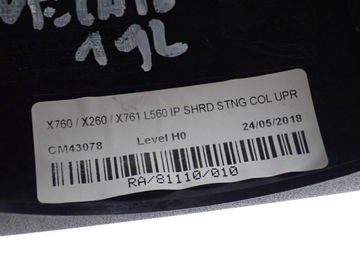 19L
X760 / X260 / X761 L560 IP SHRD STNG COL UPR
CM43078 Level H0 24/05/2018
RA/81110/010